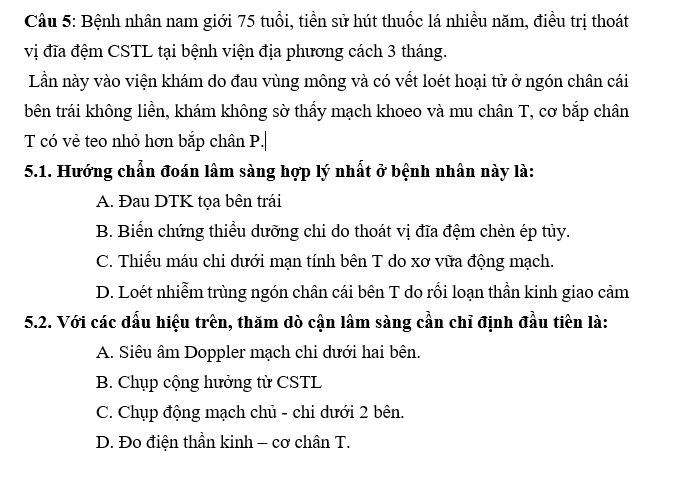 Câu 5: Bệnh nhân nam giới 75 tuổi, tiền sử hút thuốc lá nhiều năm, điều trị thoát
vị đĩa đệm CSTL tại bệnh viện địa phương cách 3 tháng.
Lần này vào viện khám do đau vùng mông và có vết loét hoại tử ở ngón chân cái
bên trái không liền, khám không sờ thấy mạch khoeo và mu chân T, cơ bắp chân
T có vẻ teo nhỏ hơn bắp chân P.
5.1. Hướng chẩn đoán lâm sàng hợp lý nhất ở bệnh nhân này là:
A. Đau DTK tọa bên trái
B. Biến chứng thiểu dưỡng chi do thoát vị đĩa đệm chèn ép tủy.
C. Thiếu máu chi dưới mạn tính bên T do xơ vữa động mạch.
D. Loét nhiễm trùng ngón chân cái bên T do rối loạn thần kinh giao cảm
5.2. Với các dấu hiệu trên, thăm dò cận lâm sàng cần chỉ định đầu tiên là:
A. Siêu âm Doppler mạch chi dưới hai bên.
B. Chụp cộng hưởng từ CSTL
C. Chụp động mạch chủ - chi dưới 2 bên.
D. Đo điện thần kinh – cơ chân T.